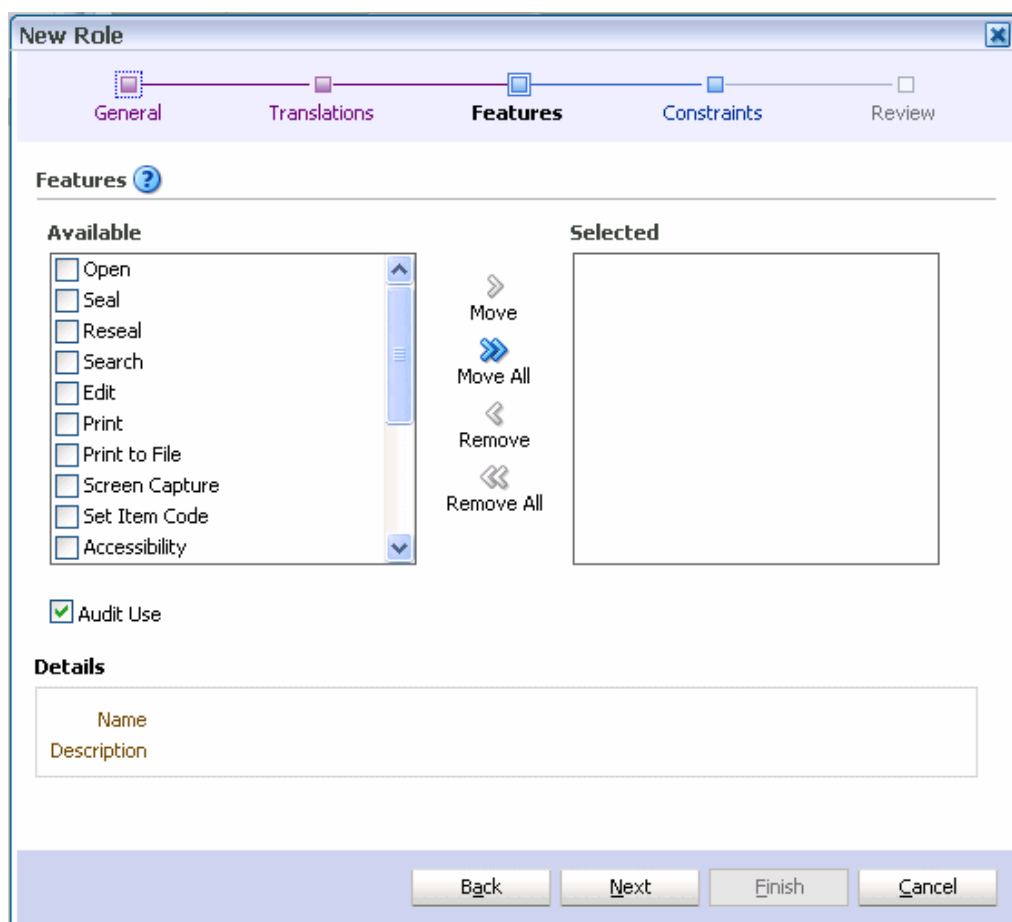 New Role
General Translations Features Constraints Review
Features ?
Available
Open
Seal
Reseal
Search
Edit
Print
Print to File
Screen Capture
Set Item Code
Accessibility
Move
Move All
Remove
Remove All
Selected
Audit Use
Details
Name
Description
Back Next Finish Cancel